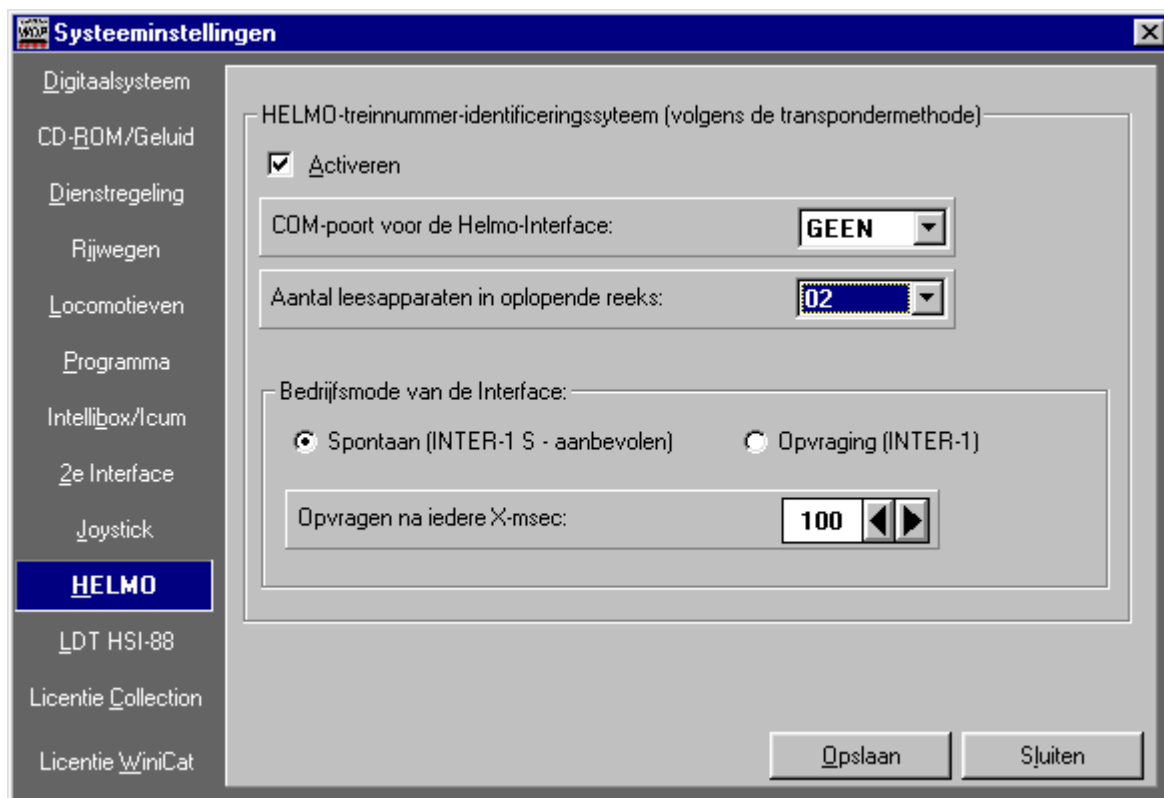 Systeeminstellingen
Digitaalsysteem
CD-ROM/Geluid
Dienstregeling
Rijwegen
Locomotieven
Programma
Intellibox/Icum
2e Interface
Joystick
HELMO
LDT HSI-88
Licentie Collection
Licentie WiniCat
HELMO-treinnummer-identificeringssyteem (volgens de transpondermethode)
Activeren
COM-poort voor de Helmo-Interface: GEEN
Aantal leesapparaten in oplopende reeks: 02
Bedrijfsmode van de Interface:
Spontaan (INTER-1 S - aanbevolen) Opvraging (INTER-1)
Opvragen na iedere X-msec: 100
Opslaan Sluiten